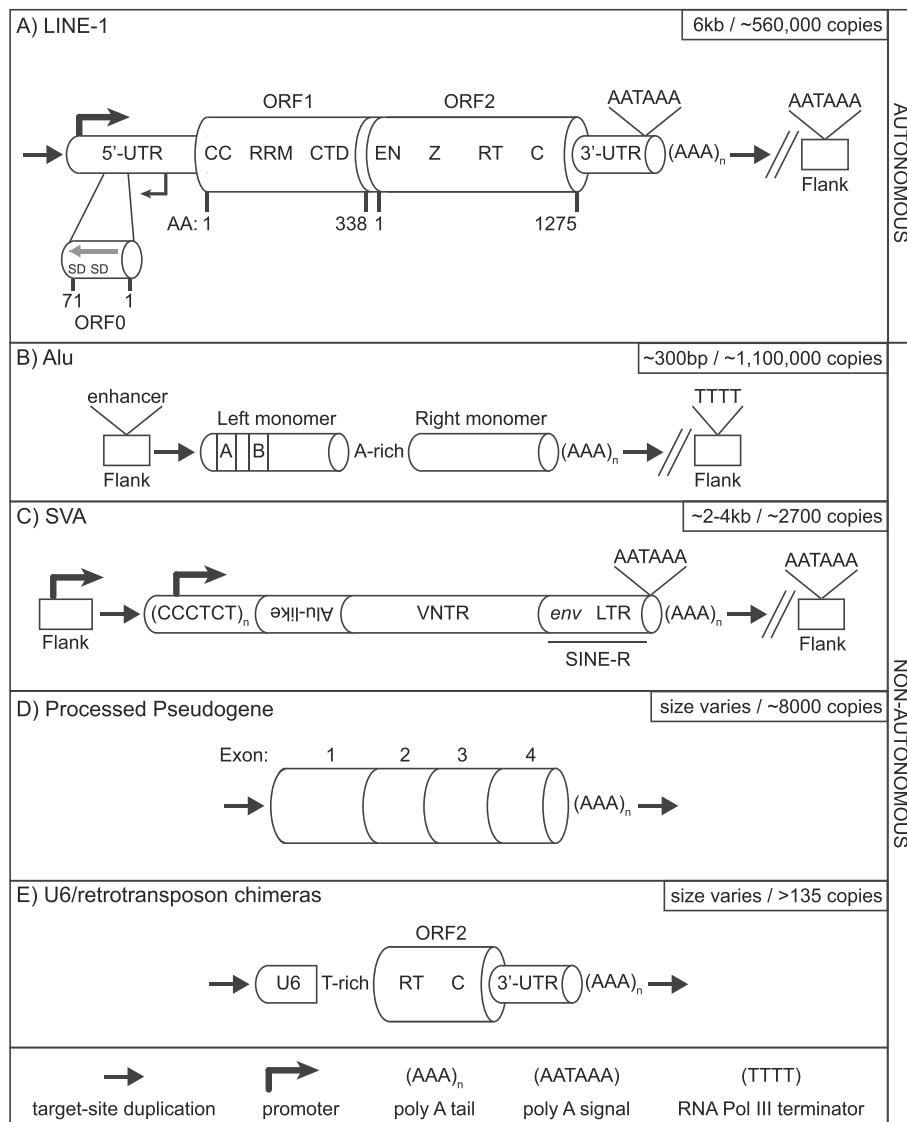 A) LINE-1
6kb / ~560,000 copies
AUTONOMOUS
ORF1 ORF2 AATAAA AATAAA
5'-UTR CC RRM CTD EN Z RT C 3'-UTR (AAA)n
Flank
AA: 1 338 1 1275
SD SD
71 1
ORF0
B) Alu
~300bp / ~1,100,000 copies
NON-AUTONOMOUS
enhancer TTTT
Left monomer Right monomer
A B A-rich (AAA)n
Flank Flank
C) SVA
~2-4kb / ~2700 copies
AATAAA AATAAA
(CCCTCT)n Alu-like VNTR env LTR (AAA)n
Flank Flank
SINE-R
D) Processed Pseudogene
size varies / ~8000 copies
Exon: 1 2 3 4
(AAA)n
E) U6/retrotransposon chimeras
size varies / >135 copies
ORF2
U6 T-rich RT C 3'-UTR (AAA)n
(AAA)n (AATAAA) (TTTT)
target-site duplication promoter poly A tail poly A signal RNA Pol III terminator